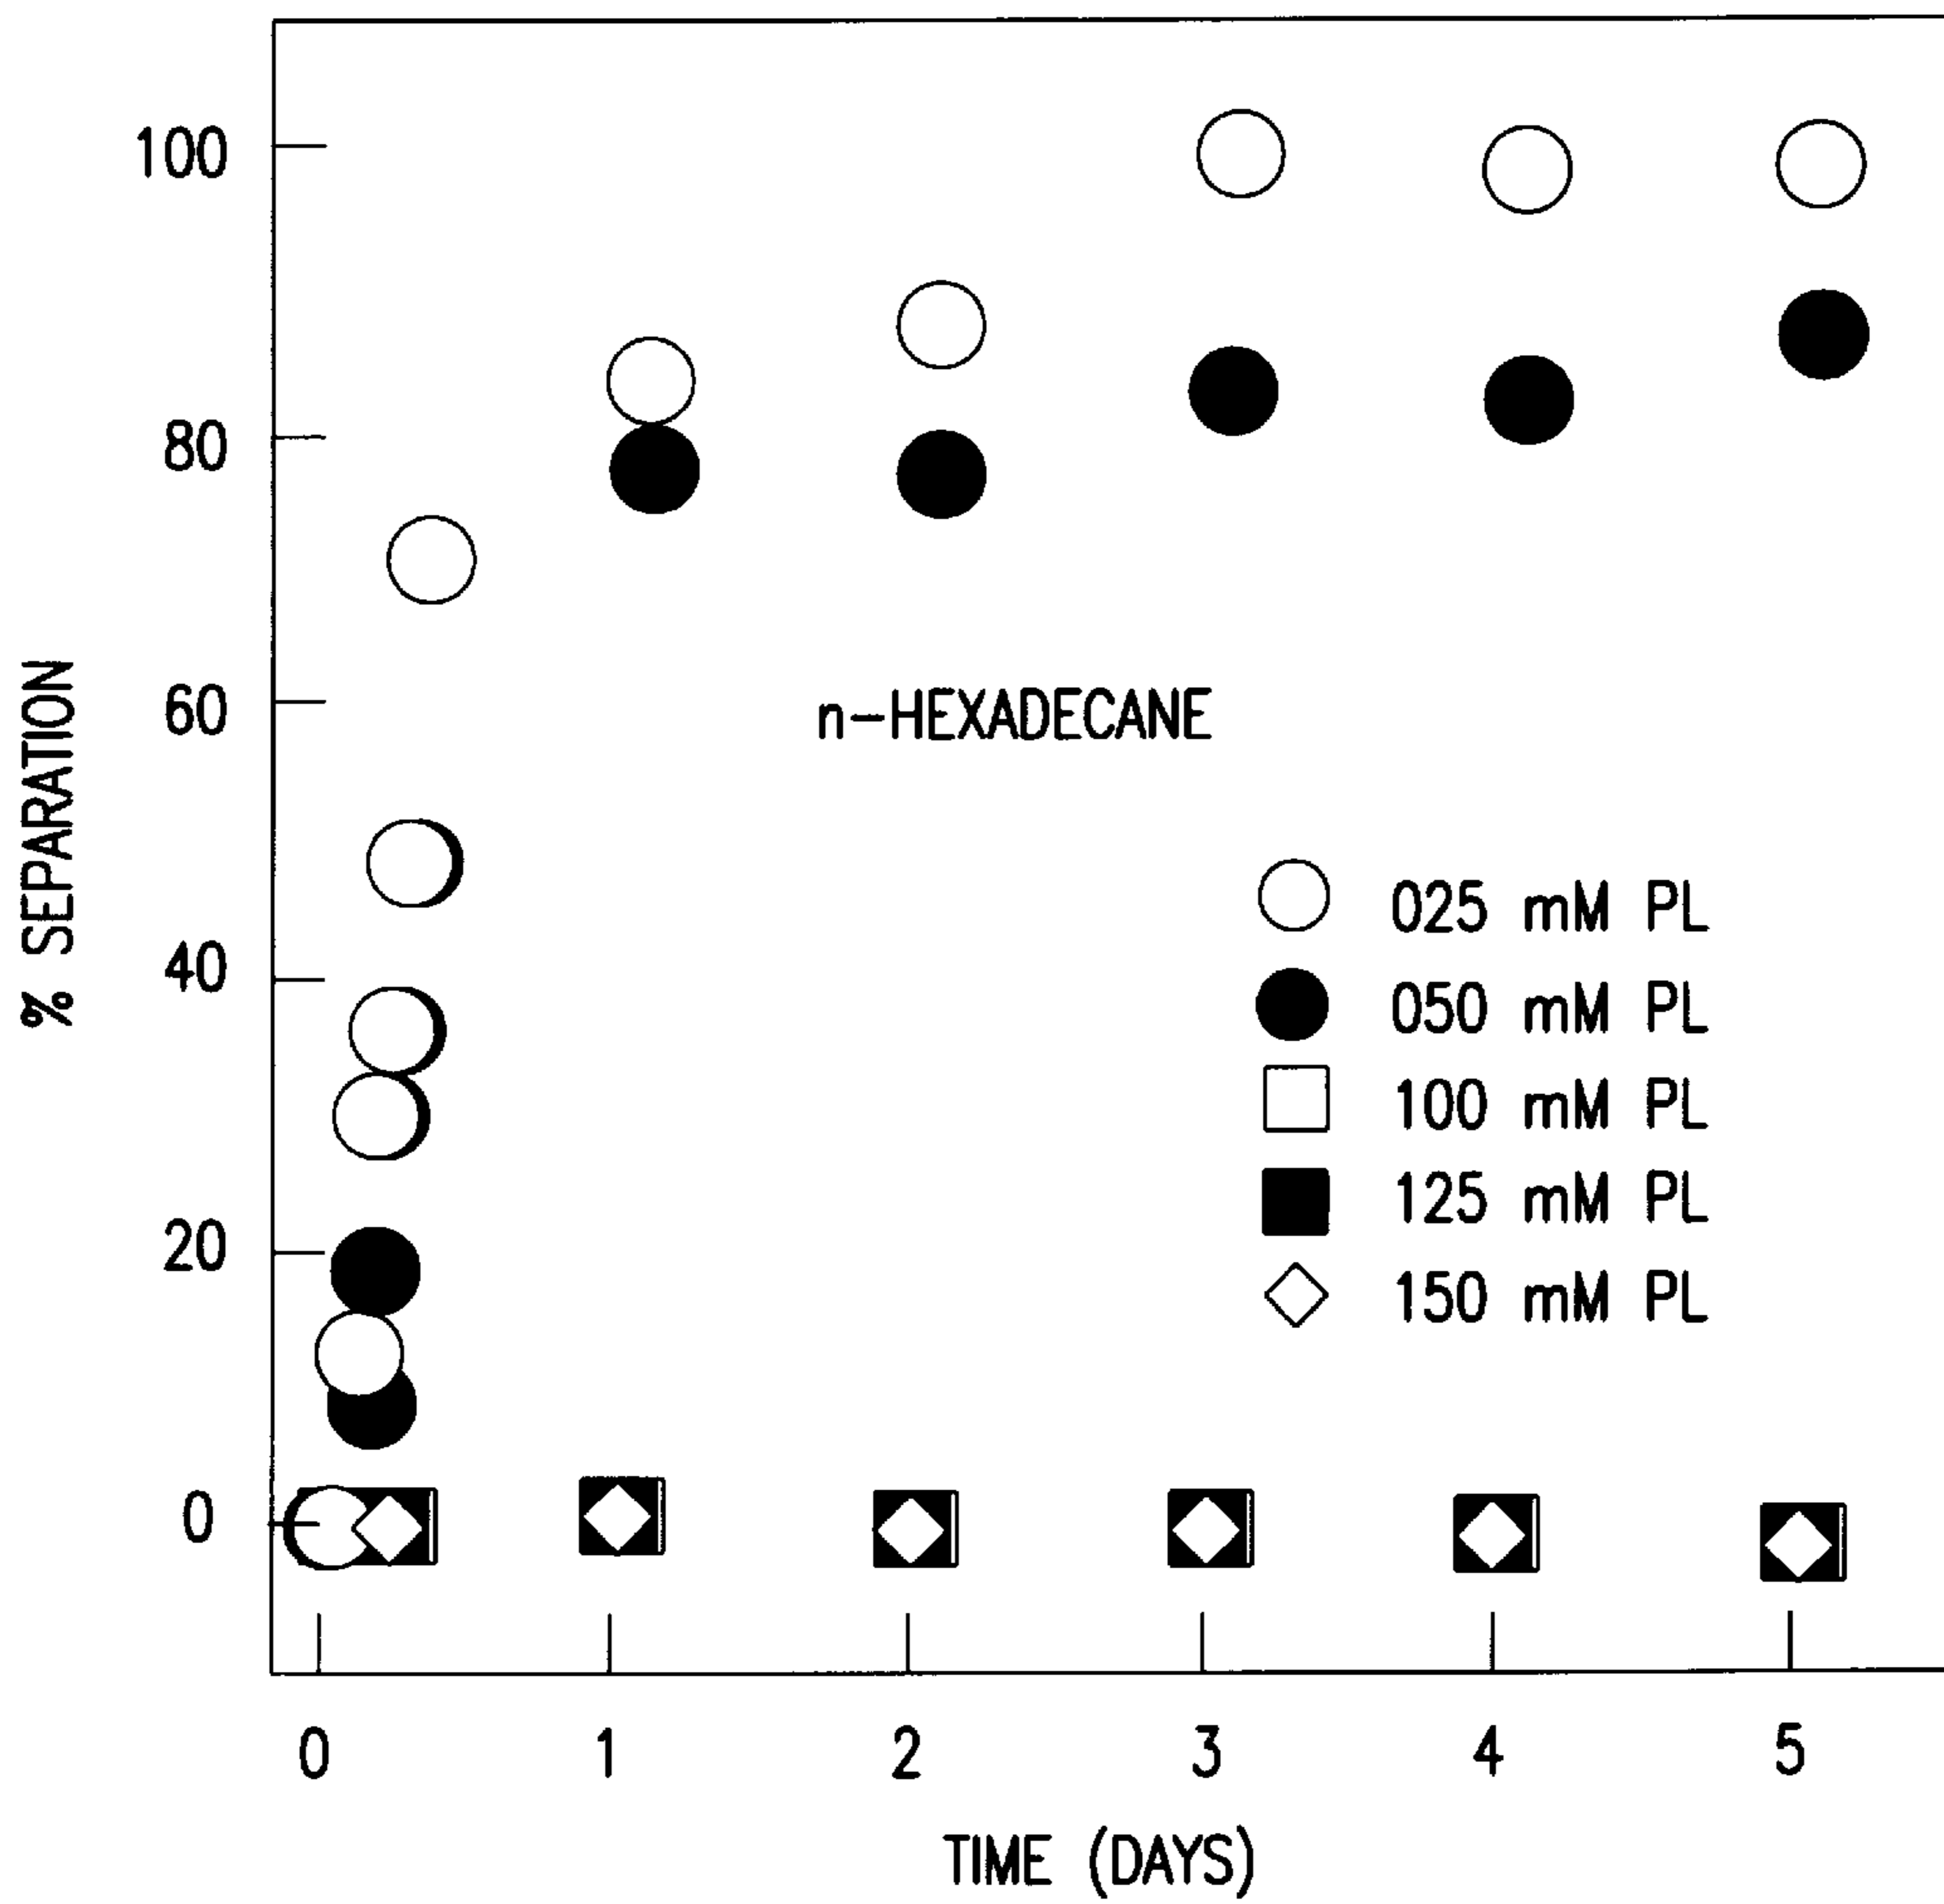 100
80
60
40
20
0
% SEPARATION
n-HEXADECANE
025 mM PL
050 mM PL
100 mM PL
125 mM PL
150 mM PL
0 1 2 3 4 5
TIME (DAYS)